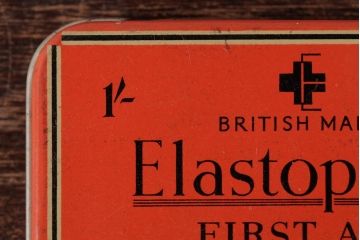 1/-
BRITISH MA
Elastop
FIRST A